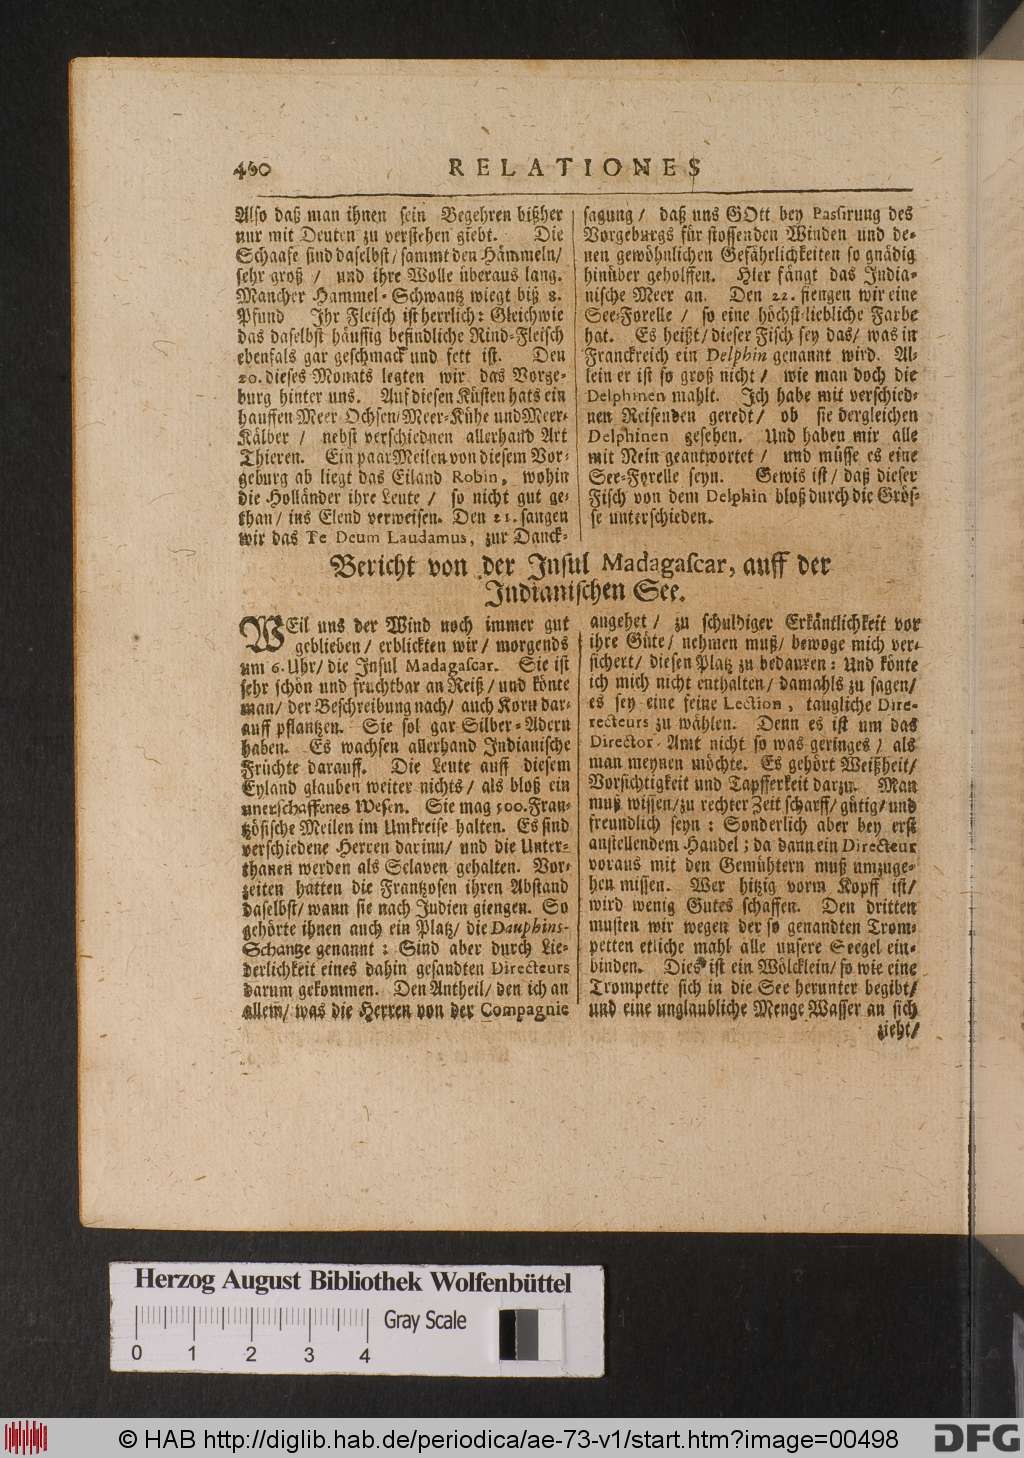 460 RELATIONES
Also daß man ihnen sein Begehren bißher
nur mit Deuten zu verstehen giebt. Die
Schaafe sind daselbst/ sammt den Hämmeln/
sehr groß / und ihre Wolle überaus lang.
Mancher Hammel-Schwantz wiegt biß 8.
Pfund Ihr Fleisch ist herrlich: Gleichwie
das daselbst häuffig befindliche Rind-Fleisch
ebenfals gar geschmack und fett ist. Den
20. dieses Monats legten wir das Vorge-
burg hinter uns. Auf diesen Küsten hats ein
hauffen Meer-Ochsen/Meer-Kühe und Meer-
Kälber / nebst verschiednen allerhand Art
Thieren. Ein paar Meilen von diesem Vor-
geburg ab liegt das Eiland Robin, wohin
die Holländer ihre Leute / so nicht gut ge-
than/ ins Elend verweisen. Den 21. sangen
wir das Te Deum Laudamus, zur Danck-
sagung/ daß uns GOtt bey Passirung des
Vorgeburgs für stossenden Winden und de-
nen gewöhnlichen Gefährlichkeiten so gnädig
hinüber geholffen. Hier fängt das India-
nische Meer an. Den 22. fiengen wir eine
See-Forelle / so eine höchst-liebliche Farbe
hat. Es heißt/ dieser Fisch sey das/ was in
Franckreich ein Delphin genannt wird. Al-
lein er ist so groß nicht/ wie man doch die
Delphinen mahlt. Ich habe mit verschied-
nen Reisenden geredt/ ob sie dergleichen
Delphinen gesehen. Und haben mir alle
mit Nein geantwortet/ und müsse es eine
See-Forelle seyn. Gewis ist/ daß dieser
Fisch von dem Delphin bloß durch die Grös-
se unterschieden.
Bericht von der Insul Madagascar, auff der
Indianischen See.
WEil uns der Wind noch immer gut
geblieben/ erblickten wir/ morgends
um 6. Uhr/ die Insul Madagascar. Sie ist
sehr schön und fruchtbar an Reiß/ und könte
man/ der Beschreibung nach/ auch Korn dar-
auff pflantzen. Sie sol gar Silber-Adern
haben. Es wachsen allerhand Indianische
Früchte darauff. Die Leute auff diesem
Eyland glauben weiter nichts/ als bloß ein
unerschaffenes Wesen. Sie mag 500. Fran-
tzösische Meilen im Umkreise halten. Es sind
verschiedene Herren darinn/ und die Unter-
thanen werden als Sclaven gehalten. Vor-
zeiten hatten die Frantzosen ihren Abstand
daselbst/ wann sie nach Indien giengen. So
gehörte ihnen auch ein Platz/ die Dauphins-
Schantze genannt: Sind aber durch Lie-
derlichkeit eines dahin gesandten Directeurs
darum gekommen. Den Antheil/ den ich an
allem/ was die Herren von der Compagnie
angehet/ zu schuldiger Erkäntlichkeit vor
ihre Güte/ nehmen muß/ bewoge mich ver-
sichert/ diesen Platz zu bedauren: Und könte
ich mich nicht enthalten/ damahls zu sagen/
es sey eine feine Lection, taugliche Dire-
recteurs zu wählen. Denn es ist um das
Director-Amt nicht so was geringes/ als
man meynen möchte. Es gehört Weißheit/
Vorsichtigkeit und Tapfferkeit darzu. Man
muß wissen/ zu rechter Zeit scharff/ gütig/ und
freundlich seyn: Sonderlich aber bey erst
anstellendem Handel; da dann ein Directeur
voraus mit den Gemühtern muß umzuge-
hen wissen. Wer hitzig vorm Kopff ist/
wird wenig Gutes schaffen. Den dritten
musten wir wegen der so genandten Trom-
petten etliche mahl alle unsere Seegel ein-
binden. Dies ist ein Wölcklein/ so wie eine
Trompette sich in die See herunter begibt/
und eine unglaubliche Menge Wasser an sich
zieht/
Herzog August Bibliothek Wolfenbüttel
Gray Scale
0 1 2 3 4
© HAB http://diglib.hab.de/periodica/ae-73-v1/start.htm?image=00498
DFG